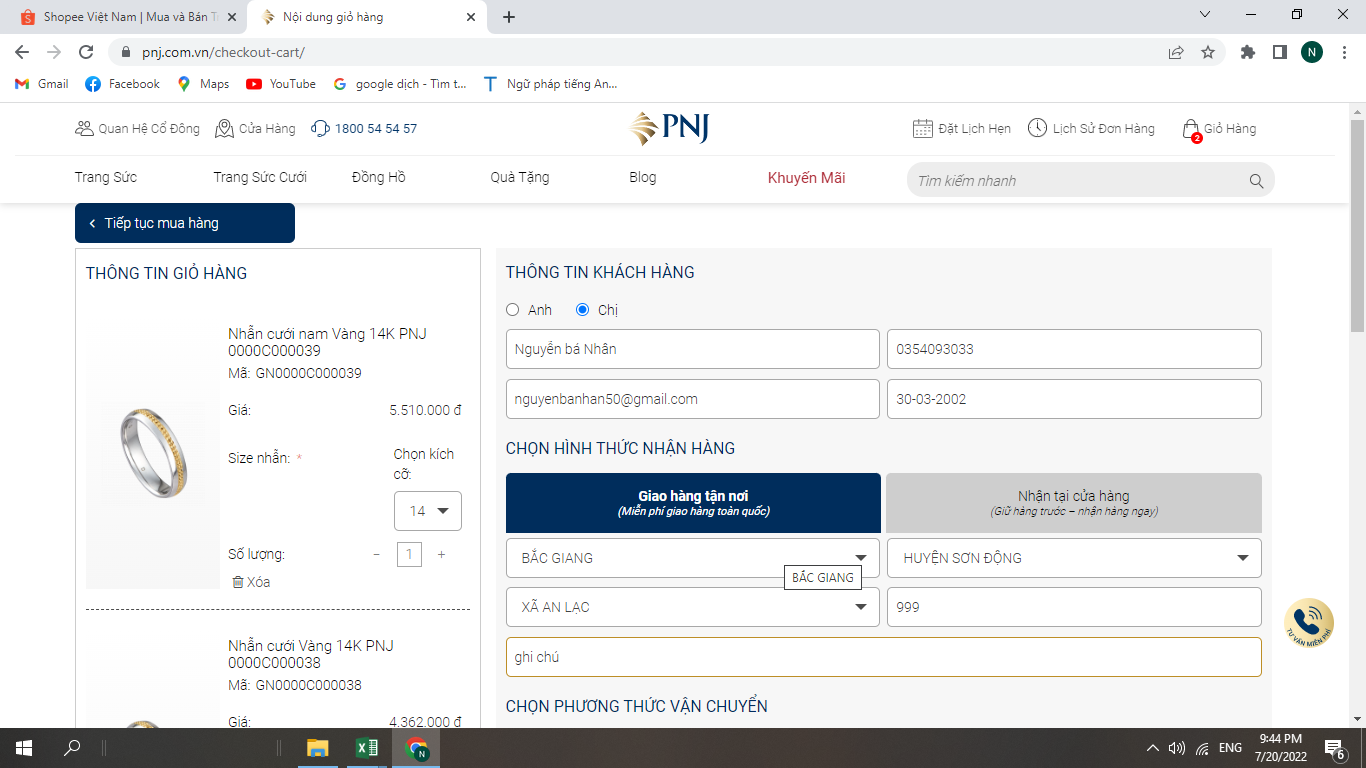 Shopee Việt Nam | Mua và Bán T
Nội dung giỏ hàng
pnj.com.vn/checkout-cart/
N
Gmail
Facebook
Maps
YouTube
google dịch - Tìm t...
Ngữ pháp tiếng An...
Quan Hệ Cổ Đông
Cửa Hàng
1800 54 54 57
PNJ
Đặt Lịch Hẹn
Lịch Sử Đơn Hàng
2
Giỏ Hàng
Trang Sức
Trang Sức Cưới
Đồng Hồ
Quà Tặng
Blog
Khuyến Mãi
Tìm kiếm nhanh
Tiếp tục mua hàng
THÔNG TIN GIỎ HÀNG
Nhẫn cưới nam Vàng 14K PNJ
0000C000039
Mã: GN0000C000039
Giá: 5.510.000 đ
Size nhẫn: *
Chọn kích
cỡ:
14
Số lượng: − 1 +
Xóa
Nhẫn cưới Vàng 14K PNJ
0000C000038
Mã: GN0000C000038
Giá: 4.362.000 đ
THÔNG TIN KHÁCH HÀNG
Anh
Chị
Nguyễn bá Nhân
0354093033
nguyenbanhan50@gmail.com
30-03-2002
CHỌN HÌNH THỨC NHẬN HÀNG
Giao hàng tận nơi
(Miễn phí giao hàng toàn quốc)
Nhận tại cửa hàng
(Giữ hàng trước – nhận hàng ngay)
BẮC GIANG
HUYỆN SƠN ĐỘNG
BẮC GIANG
XÃ AN LẠC
999
ghi chú
CHỌN PHƯƠNG THỨC VẬN CHUYỂN
TƯ VẤN MIỄN PHÍ
N
ENG
9:44 PM
7/20/2022
6